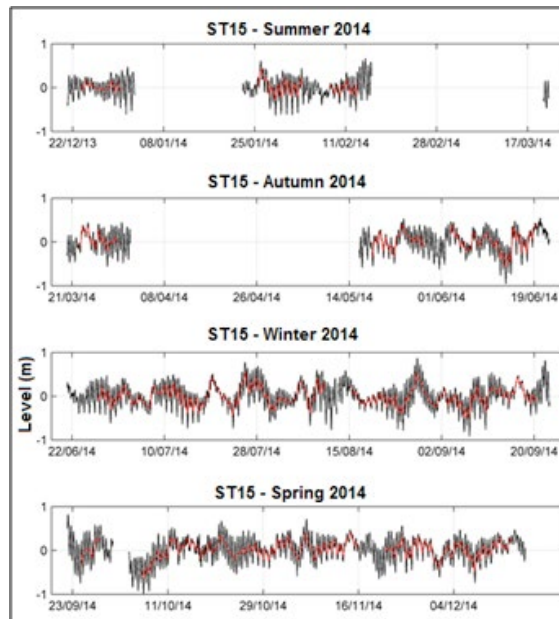 ST15 - Summer 2014
1
0
-1
22/12/13 08/01/14 25/01/14 11/02/14 28/02/14 17/03/14
ST15 - Autumn 2014
1
0
-1
21/03/14 08/04/14 26/04/14 14/05/14 01/06/14 19/06/14
ST15 - Winter 2014
Level (m)
1
0
-1
22/06/14 10/07/14 28/07/14 15/08/14 02/09/14 20/09/14
ST15 - Spring 2014
1
0
-1
23/09/14 11/10/14 29/10/14 16/11/14 04/12/14